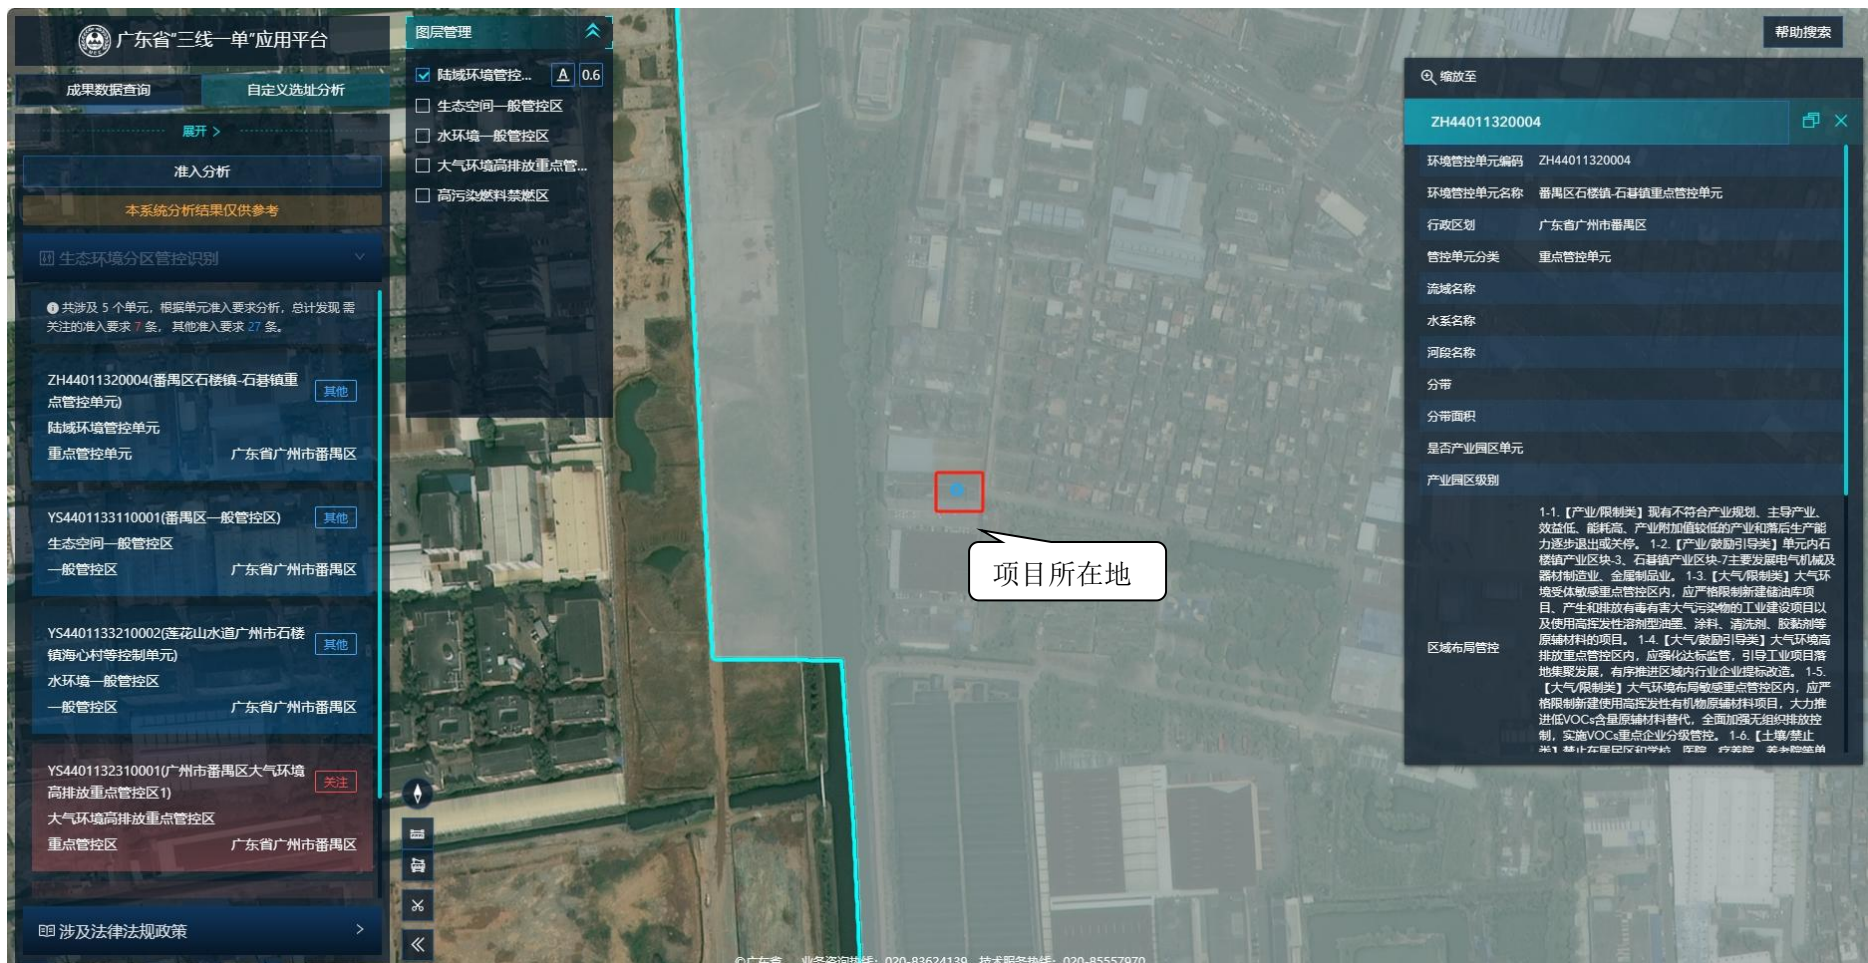 广东省“三线一单”应用平台
成果数据查询
自定义选址分析
展开 >
准入分析
本系统分析结果仅供参考
生态环境分区管控识别
共涉及 5 个单元，根据单元准入要求分析，总计发现 需
关注的准入要求 7 条， 其他准入要求 27 条。
ZH44011320004(番禺区石楼镇-石碁镇重
点管控单元)
其他
陆域环境管控单元
重点管控单元
广东省广州市番禺区
YS4401133110001(番禺区一般管控区)
其他
生态空间一般管控区
一般管控区
广东省广州市番禺区
YS4401133210002(莲花山水道广州市石楼
镇海心村等控制单元)
其他
水环境一般管控区
一般管控区
广东省广州市番禺区
YS4401132310001(广州市番禺区大气环境
高排放重点管控区1)
关注
大气环境高排放重点管控区
重点管控区
广东省广州市番禺区
涉及法律法规政策
图层管理
陆域环境管控...
A
0.6
生态空间一般管控区
水环境一般管控区
大气环境高排放重点管...
高污染燃料禁燃区
项目所在地
帮助搜索
缩放至
ZH44011320004
环境管控单元编码 ZH44011320004
环境管控单元名称 番禺区石楼镇-石碁镇重点管控单元
行政区划 广东省广州市番禺区
管控单元分类 重点管控单元
流域名称
水系名称
河段名称
分带
分带面积
是否产业园区单元
产业园区级别
区域布局管控
1-1.【产业/限制类】现有不符合产业规划、主导产业、
效益低、能耗高、产业附加值较低的产业和落后生产能
力逐步退出或关停。 1-2.【产业/鼓励引导类】单元内石
楼镇产业区块-3、石碁镇产业区块-7主要发展电气机械及
器材制造业、金属制品业。 1-3.【大气/限制类】大气环
境受体敏感重点管控区内，应严格限制新建储油库项
目、产生和排放有毒有害大气污染物的工业建设项目以
及使用高挥发性溶剂型油墨、涂料、清洗剂、胶黏剂等
原辅材料的项目。 1-4.【大气/鼓励引导类】大气环境高
排放重点管控区内，应强化达标监管，引导工业项目落
地集聚发展，有序推进区域内行业企业提标改造。 1-5.
【大气/限制类】大气环境布局敏感重点管控区内，应严
格限制新建使用高挥发性有机物原辅材料项目，大力推
进低VOCs含量原辅材料替代，全面加强无组织排放控
制，实施VOCs重点企业分级管控。 1-6.【土壤/禁止
类】禁止在居民区和学校、医院、疗养院、养老院等单
©广东省 业务咨询热线：020-83624139 技术服务热线：020-85557970